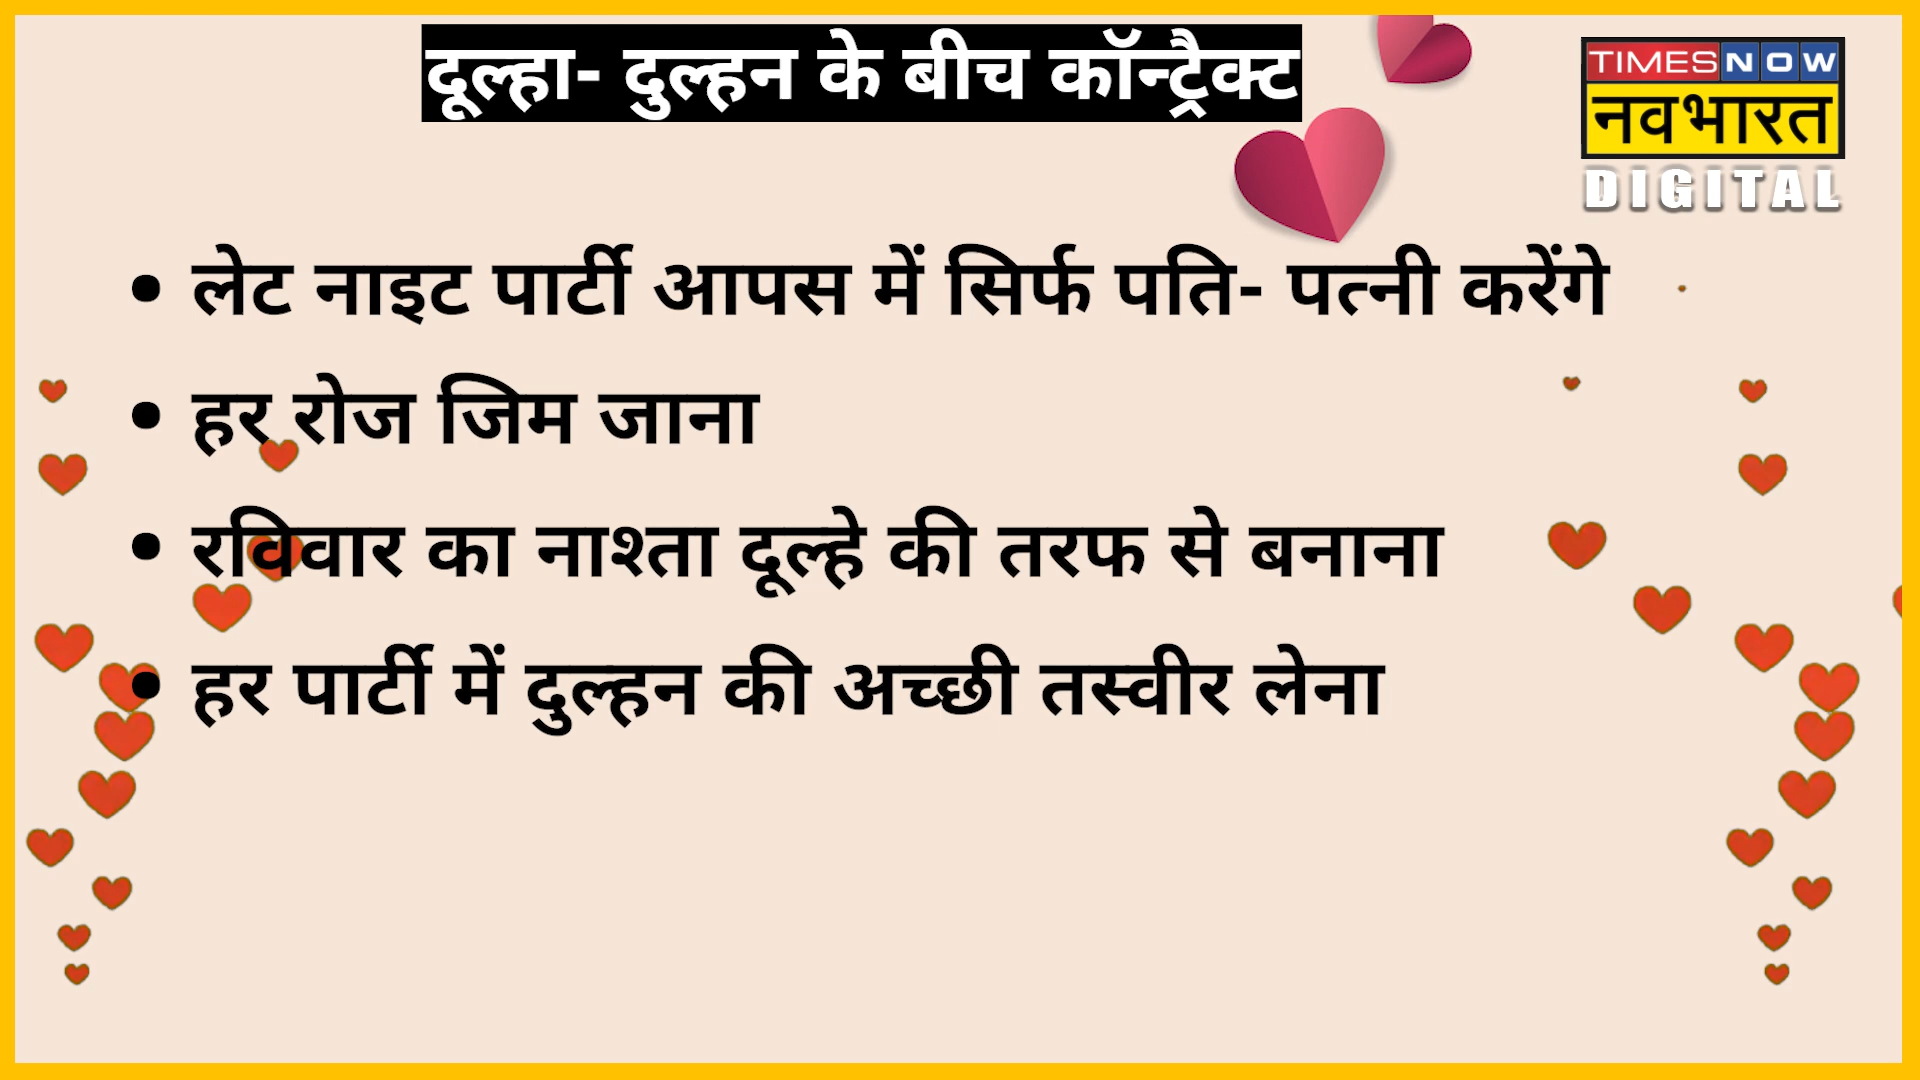 दूल्हा- दुल्हन के बीच कॉन्ट्रैक्ट
TIMES NOW
नवभारत
DIGITAL
• लेट नाइट पार्टी आपस में सिर्फ पति- पत्नी करेंगे
• हर रोज जिम जाना
• रविवार का नाश्ता दूल्हे की तरफ से बनाना
• हर पार्टी में दुल्हन की अच्छी तस्वीर लेना